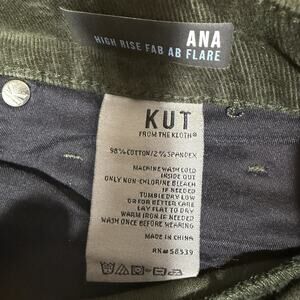 ANA
HIGH RISE FAB AB FLARE
KUT
FROM THE KLOTH®
98% COTTON/2% SPANDEX
MACHINE WASH COLD
INSIDE OUT
ONLY NON-CHLORINE BLEACH
IF NEEDED
TUMBLE DRY LOW
OR FOR BETTER CARE
LAY FLAT TO DRY
WARM IRON IF NEEDED
WASH ONCE BEFORE WEARING
MADE IN CHINA
RN# 58539